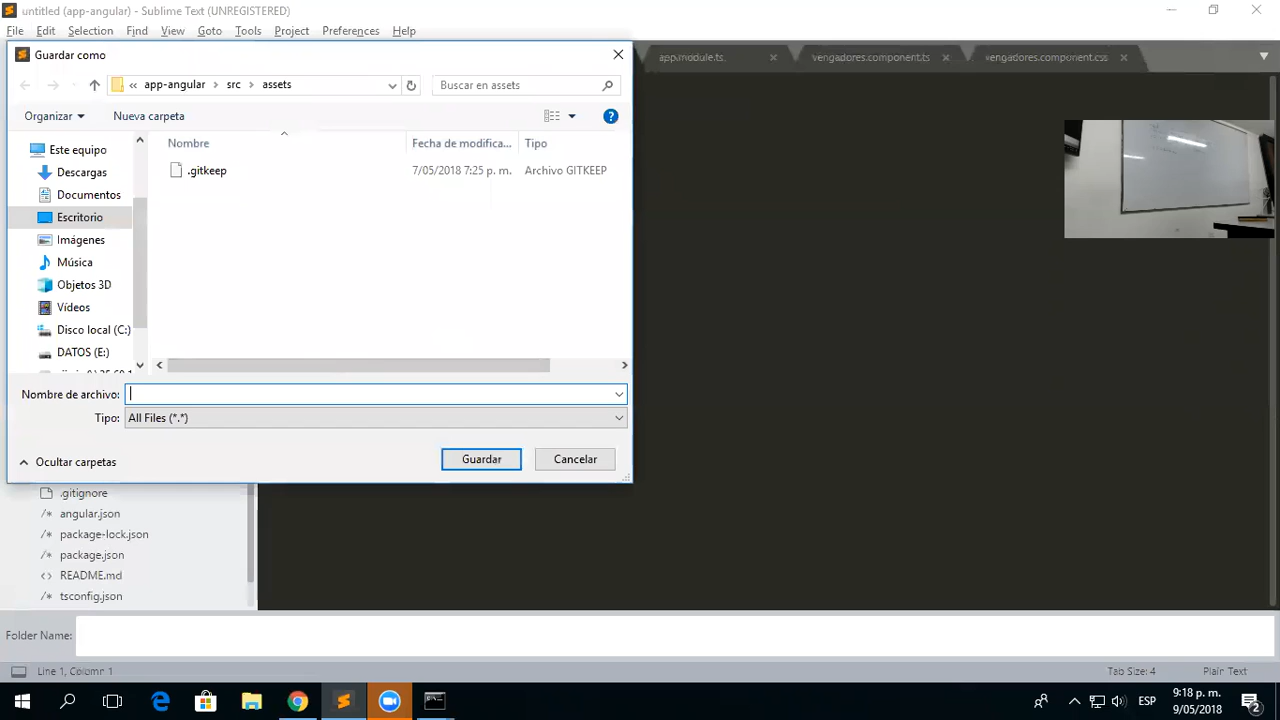 untitled (app-angular) - Sublime Text (UNREGISTERED)
File Edit Selection Find View Goto Tools Project Preferences Help
Guardar como
app.module.ts vengadores.component.ts vengadores.component.css
« app-angular > src > assets
Buscar en assets
Organizar Nueva carpeta
Este equipo
Descargas
Documentos
Escritorio
Imágenes
Música
Objetos 3D
Vídeos
Disco local (C:)
DATOS (E:)
Nombre Fecha de modifica... Tipo
.gitkeep 7/05/2018 7:25 p. m. Archivo GITKEEP
Nombre de archivo:
Tipo: All Files (*.*)
Ocultar carpetas
Guardar Cancelar
.gitignore
/* angular.json
/* package-lock.json
/* package.json
<> README.md
/* tsconfig.json
Folder Name:
Line 1, Column 1
Tab Size: 4 Plain Text
ESP
9:18 p. m.
9/05/2018
2